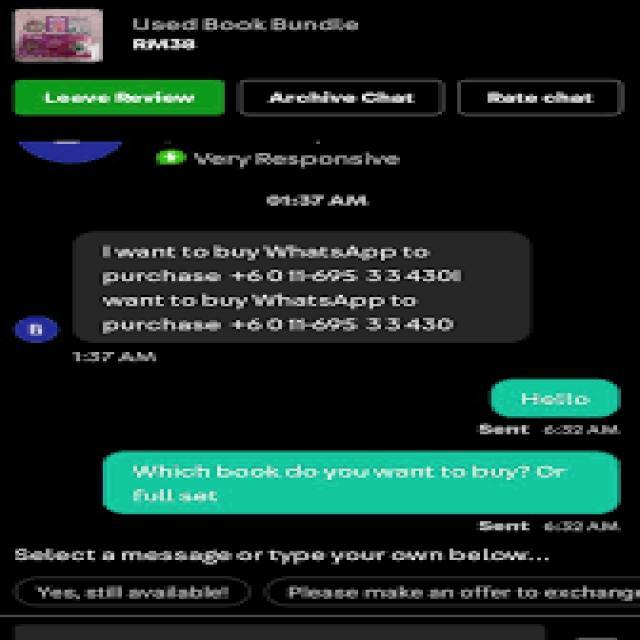 Used Book Bundle
RM38
Leave Review
Archive Chat
Rate chat
Very Responsive
01:37 AM
I want to buy WhatsApp to
purchase +6 0 11-695 3 3 430I
want to buy WhatsApp to
purchase +6 0 11-695 3 3 430
B
1:37 AM
Hello
Sent 6:32 AM
Which book do you want to buy? Or
full set
Sent 6:32 AM
Select a message or type your own below...
Yes, still available!
Please make an offer to exchange